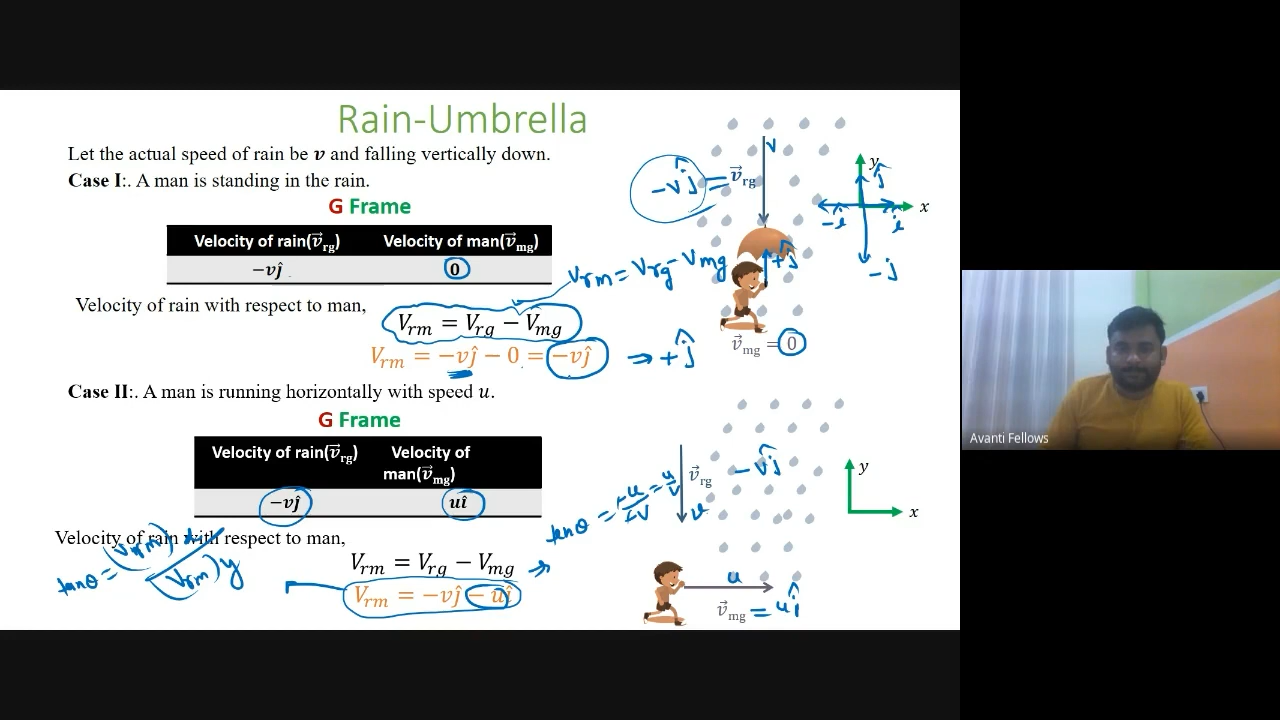 Rain-Umbrella
Let the actual speed of rain be v and falling vertically down.
Case I:. A man is standing in the rain.
G Frame
Velocity of rain(v⃗rg) Velocity of man(v⃗mg)
-vĵ 0
Velocity of rain with respect to man,
Vrm = Vrg - Vmg
Vrm = Vrg - Vmg
Vrm = -vĵ - 0 = -vĵ ⇒ +ĵ
-vĵ = v⃗rg
v
+ĵ
v⃗mg = 0
y
ĵ
x
-î
î
-ĵ
Case II:. A man is running horizontally with speed u.
G Frame
Velocity of rain(v⃗rg) Velocity of man(v⃗mg)
-vĵ uî
Velocity of rain with respect to man,
tanθ = (Vrm)x / (Vrm)y
Vrm = Vrg - Vmg ⇒
Vrm = -vĵ - uî
tanθ = -u/-v = u/v
v⃗rg
-vĵ
v
y
x
u
v⃗mg = uî
Avanti Fellows